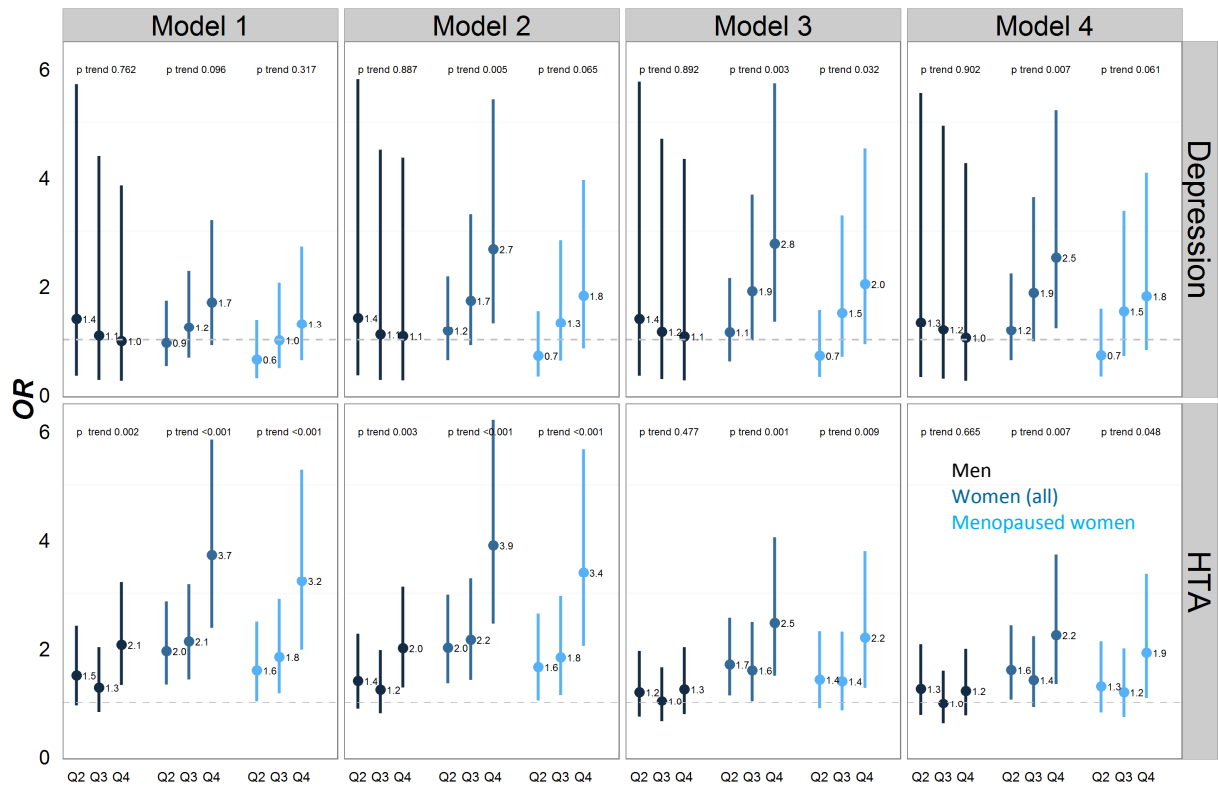 Model 1 Model 2 Model 3 Model 4
6
p trend 0.762 p trend 0.096 p trend 0.317
p trend 0.887 p trend 0.005 p trend 0.065
p trend 0.892 p trend 0.003 p trend 0.032
p trend 0.902 p trend 0.007 p trend 0.061
4
2
0
1.4 1.1 1.0 0.9 1.2 1.7 0.6 1.0 1.3
1.4 1.1 1.1 1.2 1.7 2.7 0.7 1.3 1.8
1.4 1.2 1.1 1.1 1.9 2.8 0.7 1.5 2.0
1.3 1.2 1.0 1.2 1.9 2.5 0.7 1.5 1.8
Depression
OR
6
p trend 0.002 p trend <0.001 p trend <0.001
p trend 0.003 p trend <0.001 p trend <0.001
p trend 0.477 p trend 0.001 p trend 0.009
p trend 0.665 p trend 0.007 p trend 0.048
Men
Women (all)
Menopaused women
4
2
0
1.5 1.3 2.1 2.0 2.1 3.7 1.6 1.8 3.2
1.4 1.2 2.0 2.0 2.2 3.9 1.6 1.8 3.4
1.2 1.0 1.3 1.7 1.6 2.5 1.4 1.4 2.2
1.3 1.0 1.2 1.6 1.4 2.2 1.3 1.2 1.9
HTA
Q2 Q3 Q4 Q2 Q3 Q4 Q2 Q3 Q4
Q2 Q3 Q4 Q2 Q3 Q4 Q2 Q3 Q4
Q2 Q3 Q4 Q2 Q3 Q4 Q2 Q3 Q4
Q2 Q3 Q4 Q2 Q3 Q4 Q2 Q3 Q4